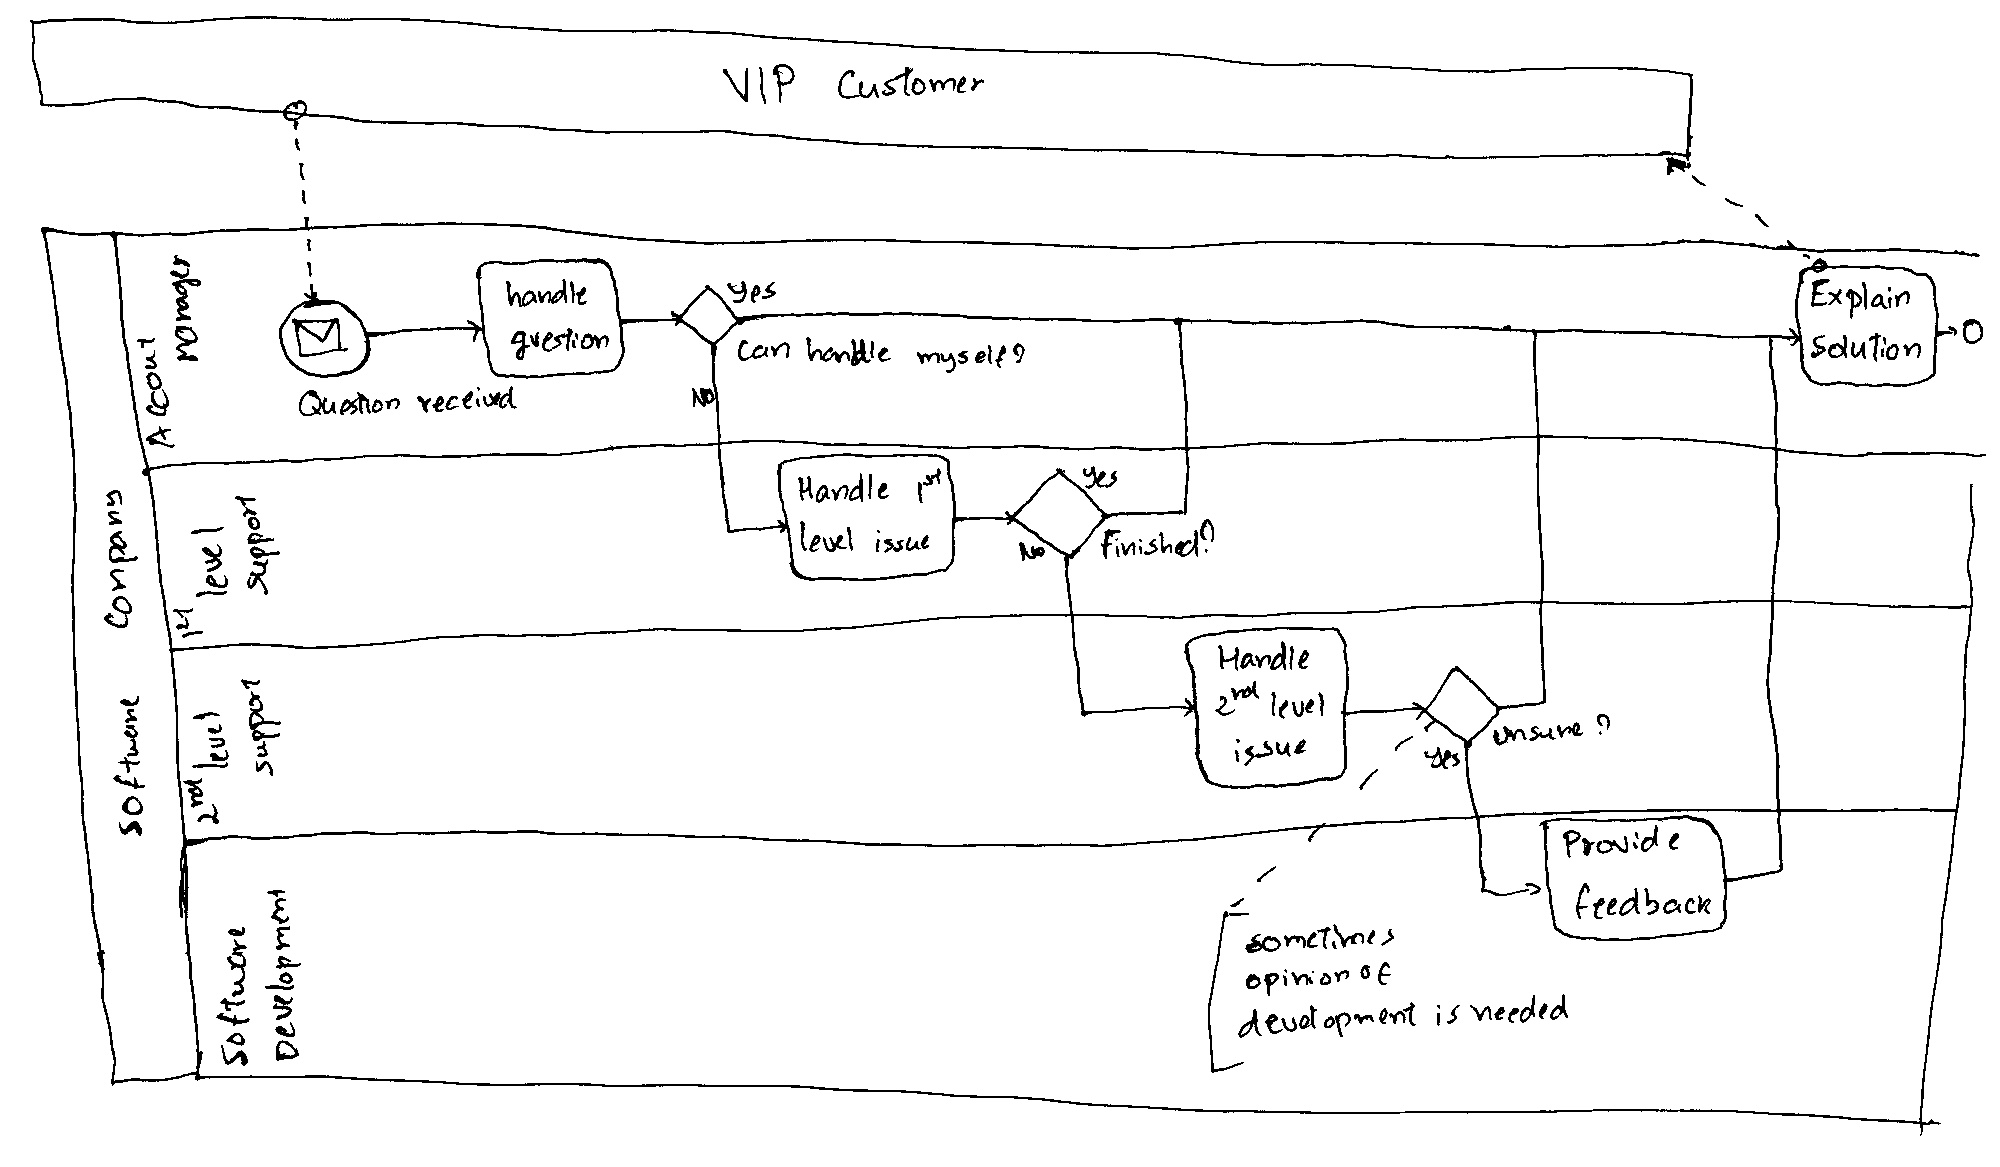 VIP Customer
Software Company
Acount
manager
Question received
handle
question
Yes
Can handle myself?
No
Explain
solution
1st level
support
Handle 1st
level issue
Yes
No
Finished?
2nd level
support
Handle
2nd level
issue
unsure?
Yes
Software
Development
Provide
feedback
sometimes
opinion of
development is needed